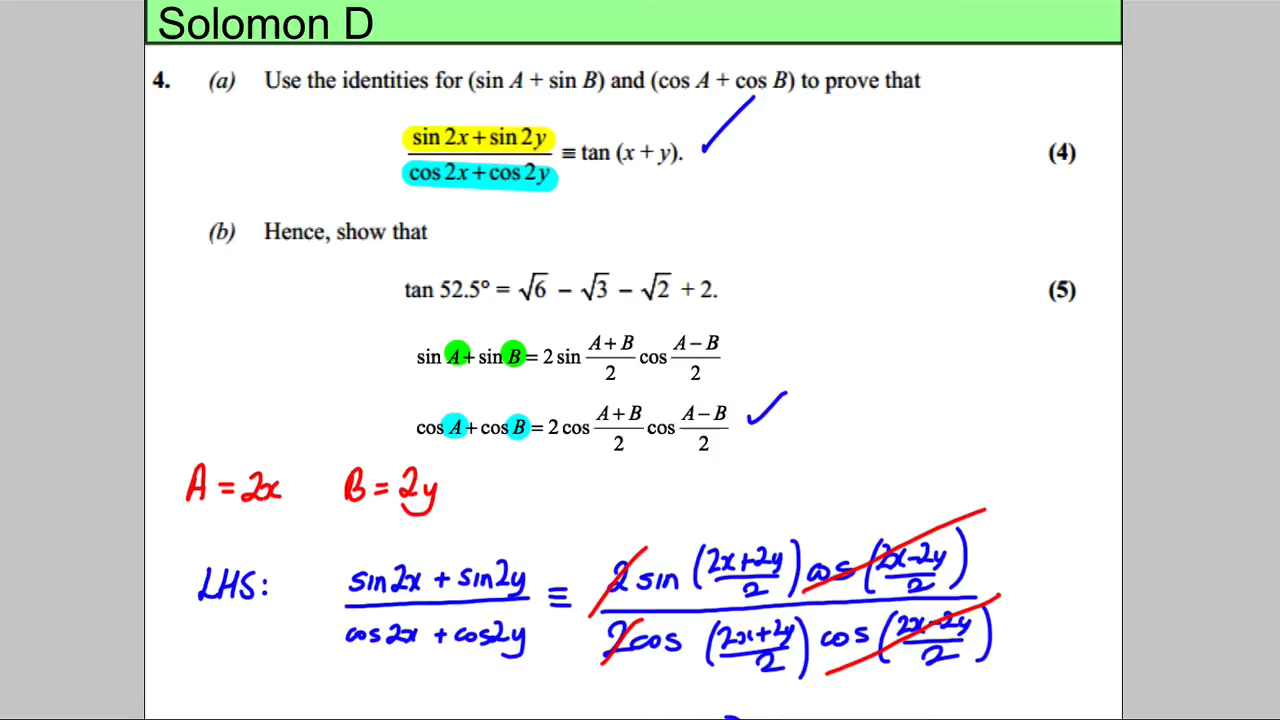 Solomon D
4. (a) Use the identities for (sin A + sin B) and (cos A + cos B) to prove that
sin 2x + sin 2y / cos 2x + cos 2y ≡ tan (x + y). (4)
(b) Hence, show that
tan 52.5° = √6 − √3 − √2 + 2. (5)
sin A + sin B = 2 sin (A + B)/2 cos (A − B)/2
cos A + cos B = 2 cos (A + B)/2 cos (A − B)/2
A = 2x B = 2y
LHS: sin2x + sin2y / cos2x + cos2y ≡ 2 sin ((2x+2y)/2) cos ((2x−2y)/2) / 2 cos ((2x+2y)/2) cos ((2x−2y)/2)